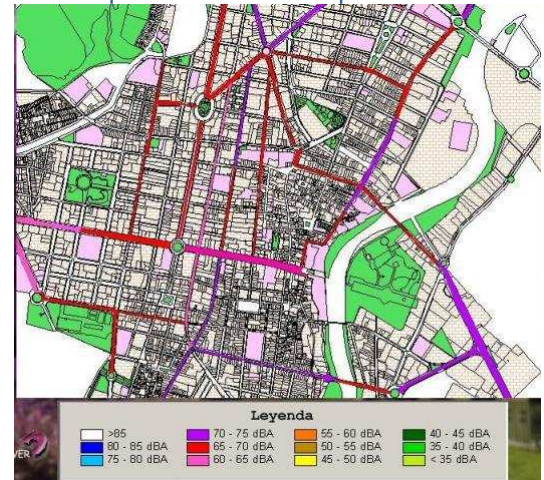 Leyenda
>85
80 - 85 dBA
75 - 80 dBA
70 - 75 dBA
65 - 70 dBA
60 - 65 dBA
55 - 60 dBA
50 - 55 dBA
45 - 50 dBA
40 - 45 dBA
35 - 40 dBA
< 35 dBA
VER